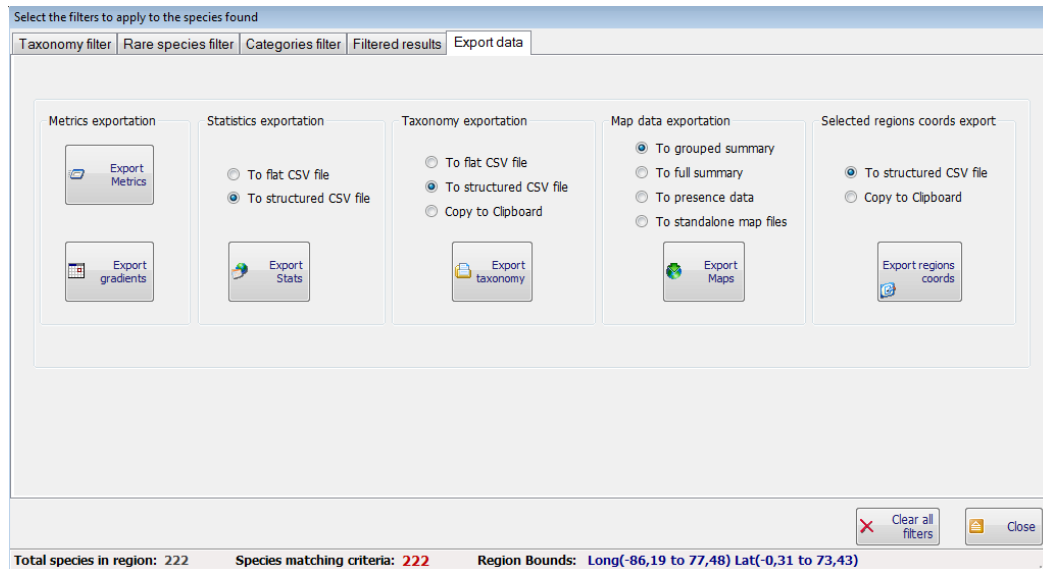 Select the filters to apply to the species found
Taxonomy filter Rare species filter Categories filter Filtered results Export data
Metrics exportation
Export
Metrics
Export
gradients
Statistics exportation
To flat CSV file
To structured CSV file
Export
Stats
Taxonomy exportation
To flat CSV file
To structured CSV file
Copy to Clipboard
Export
taxonomy
Map data exportation
To grouped summary
To full summary
To presence data
To standalone map files
Export
Maps
Selected regions coords export
To structured CSV file
Copy to Clipboard
Export regions
coords
Clear all
filters
Close
Total species in region: 222 Species matching criteria: 222 Region Bounds: Long(-86,19 to 77,48) Lat(-0,31 to 73,43)